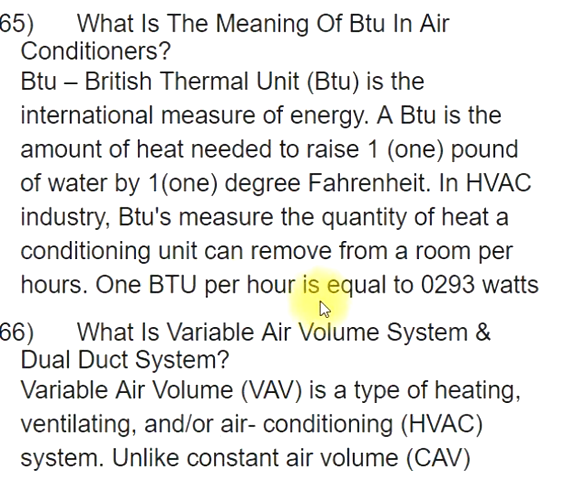 65) What Is The Meaning Of Btu In Air
Conditioners?
Btu – British Thermal Unit (Btu) is the
international measure of energy. A Btu is the
amount of heat needed to raise 1 (one) pound
of water by 1(one) degree Fahrenheit. In HVAC
industry, Btu's measure the quantity of heat a
conditioning unit can remove from a room per
hours. One BTU per hour is equal to 0293 watts
66) What Is Variable Air Volume System &
Dual Duct System?
Variable Air Volume (VAV) is a type of heating,
ventilating, and/or air- conditioning (HVAC)
system. Unlike constant air volume (CAV)